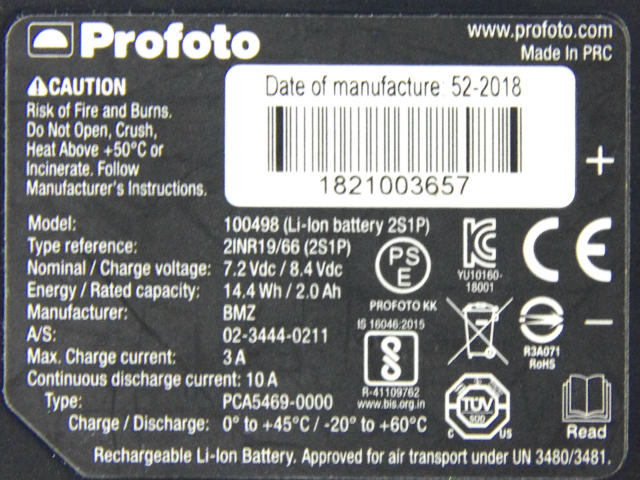 Profoto
www.profoto.com
Made In PRC
CAUTION
Risk of Fire and Burns.
Do Not Open, Crush,
Heat Above +50°C or
Incinerate. Follow
Manufacturer's Instructions.
Date of manufacture: 52-2018
1821003657
+
Model: 100498 (Li-Ion battery 2S1P)
Type reference: 2INR19/66 (2S1P)
Nominal / Charge voltage: 7.2 Vdc / 8.4 Vdc
Energy / Rated capacity: 14.4 Wh / 2.0 Ah
Manufacturer: BMZ
A/S: 02-3444-0211
Max. Charge current: 3 A
Continuous discharge current: 10 A
Type: PCA5469-0000
Charge / Discharge: 0° to +45°C / -20° to +60°C
PS
E
PROFOTO KK
YU10160-
18001
CE
IS 16046:2015
R-41109762
www.bis.org.in
R3A071
RoHS
−
TÜV
SÜD
C US
Read
Rechargeable Li-Ion Battery. Approved for air transport under UN 3480/3481.